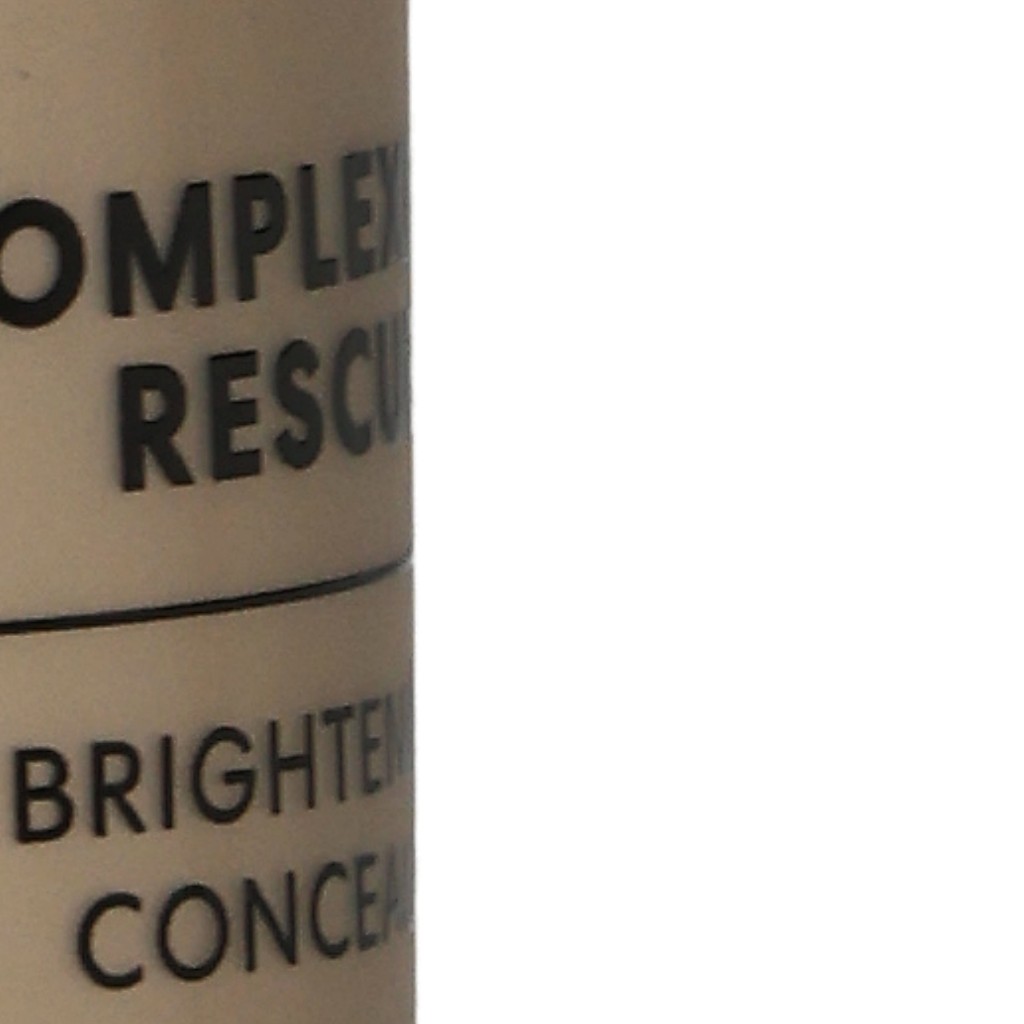 OMPLEX
RESCU
BRIGHTEN
CONCEA